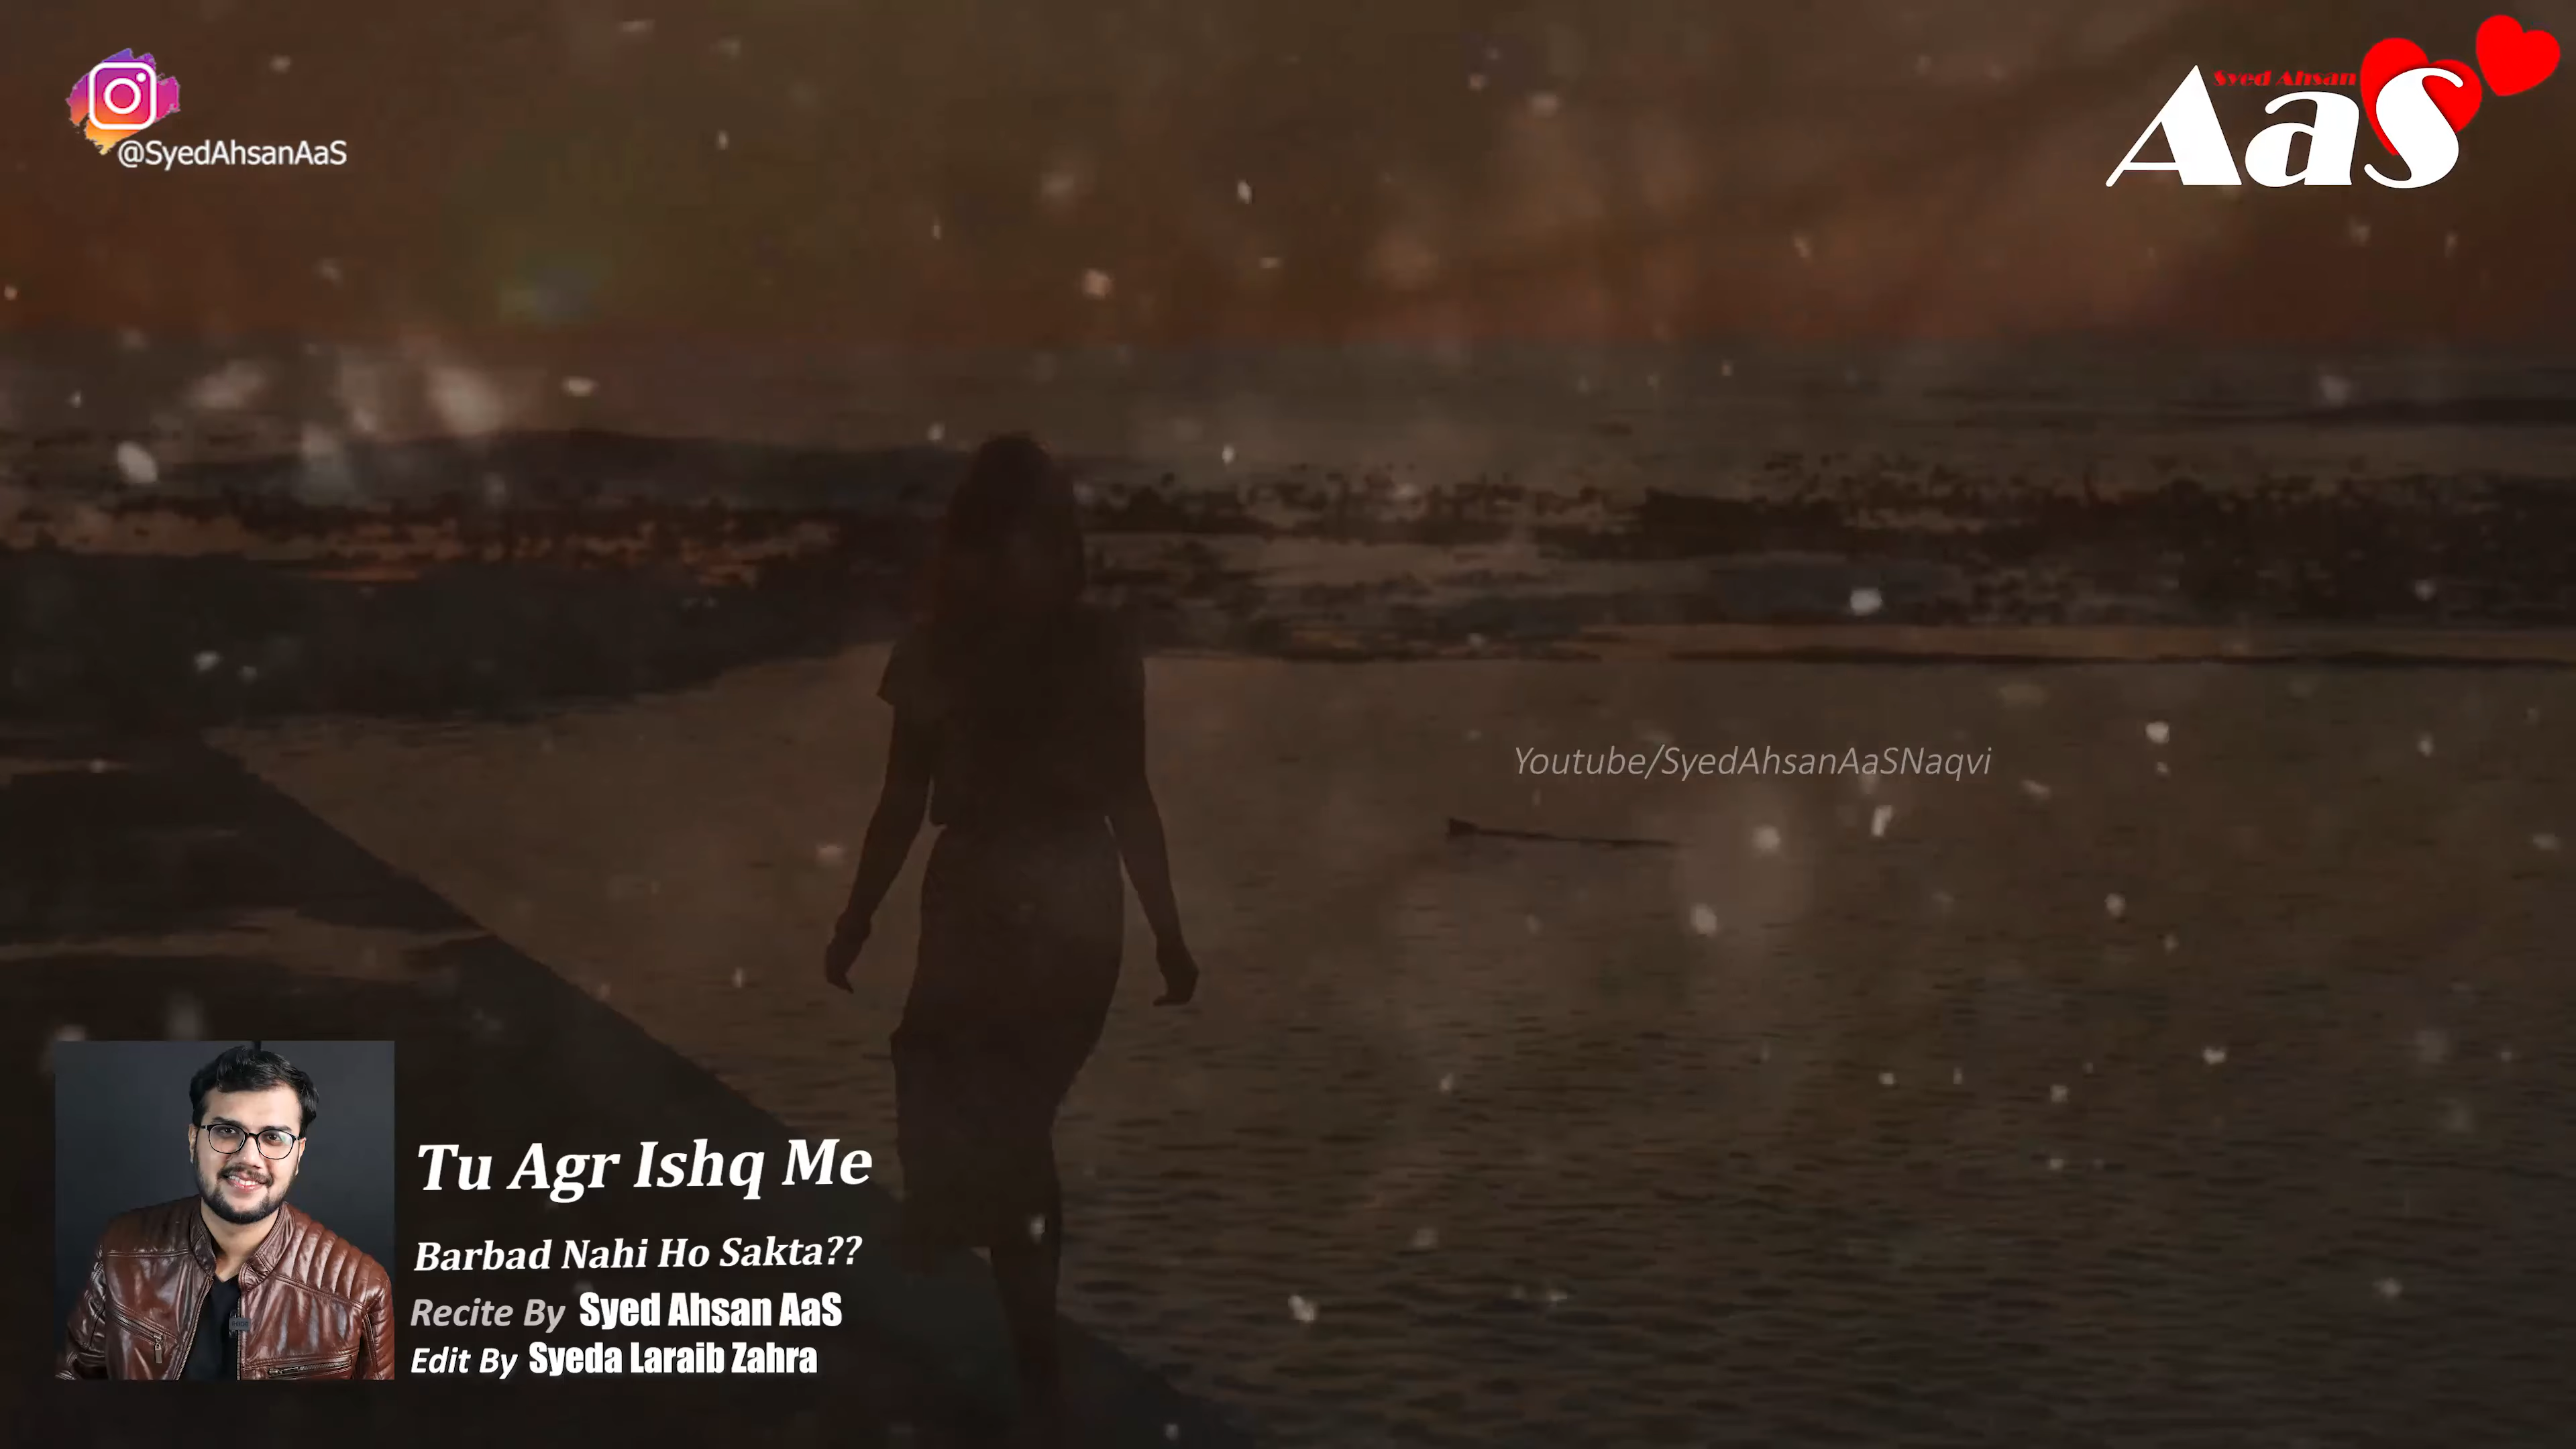 @SyedAhsanAaS
Syed Ahsan
AaS
Youtube/SyedAhsanAaSNaqvi
Tu Agr Ishq Me
Barbad Nahi Ho Sakta??
Recite By Syed Ahsan AaS
Edit By Syeda Laraib Zahra